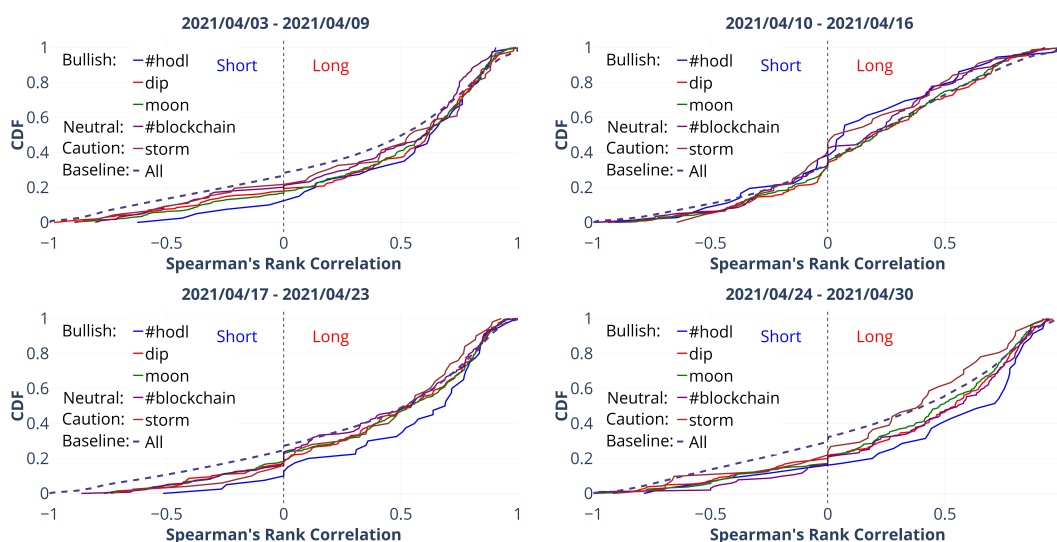 2021/04/03 - 2021/04/09
CDF
1
0.8
0.6
0.4
0.2
0
Bullish: #hodl
dip
moon
Neutral: #blockchain
Caution: storm
Baseline: All
Short Long
−1 −0.5 0 0.5 1
Spearman's Rank Correlation
2021/04/10 - 2021/04/16
CDF
1
0.8
0.6
0.4
0.2
0
Bullish: #hodl
dip
moon
Neutral: #blockchain
Caution: storm
Baseline: All
Short Long
−1 −0.5 0 0.5
Spearman's Rank Correlation
2021/04/17 - 2021/04/23
CDF
1
0.8
0.6
0.4
0.2
0
Bullish: #hodl
dip
moon
Neutral: #blockchain
Caution: storm
Baseline: All
Short Long
−1 −0.5 0 0.5 1
Spearman's Rank Correlation
2021/04/24 - 2021/04/30
CDF
1
0.8
0.6
0.4
0.2
0
Bullish: #hodl
dip
moon
Neutral: #blockchain
Caution: storm
Baseline: All
Short Long
−1 −0.5 0 0.5
Spearman's Rank Correlation